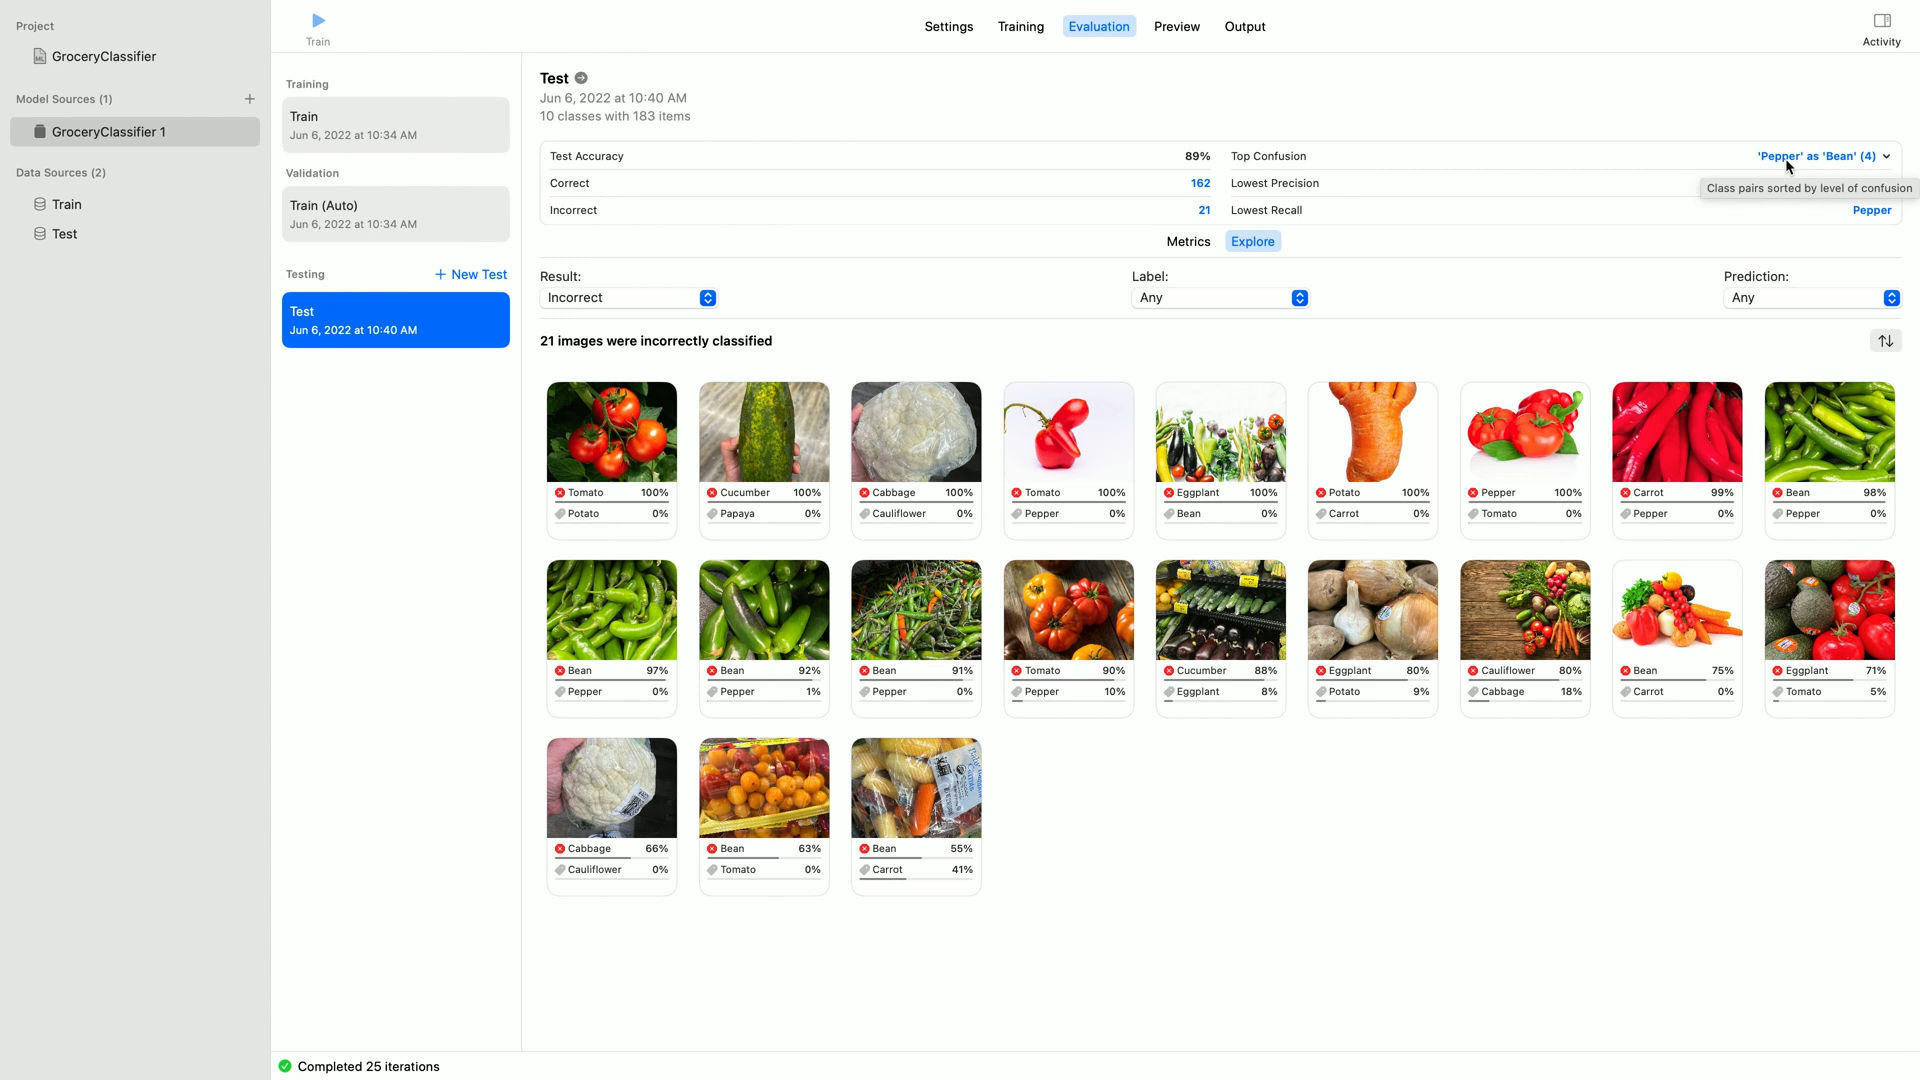 Project
GroceryClassifier
Model Sources (1)
GroceryClassifier 1
Data Sources (2)
Train
Test
Train
Settings Training Evaluation Preview Output
Activity
Training
Train
Jun 6, 2022 at 10:34 AM
Validation
Train (Auto)
Jun 6, 2022 at 10:34 AM
Testing + New Test
Test
Jun 6, 2022 at 10:40 AM
Test
Jun 6, 2022 at 10:40 AM
10 classes with 183 items
Test Accuracy 89% Top Confusion 'Pepper' as 'Bean' (4)
Correct 162 Lowest Precision
Class pairs sorted by level of confusion
Incorrect 21 Lowest Recall Pepper
Metrics Explore
Result: Label: Prediction:
Incorrect Any Any
21 images were incorrectly classified
Tomato 100% Cucumber 100% Cabbage 100% Tomato 100% Eggplant 100% Potato 100% Pepper 100% Carrot 99% Bean 98%
Potato 0% Papaya 0% Cauliflower 0% Pepper 0% Bean 0% Carrot 0% Tomato 0% Pepper 0% Pepper 0%
Bean 97% Bean 92% Bean 91% Tomato 90% Cucumber 88% Eggplant 80% Cauliflower 80% Bean 75% Eggplant 71%
Pepper 0% Pepper 1% Pepper 0% Pepper 10% Eggplant 8% Potato 9% Cabbage 18% Carrot 0% Tomato 5%
Cabbage 66% Bean 63% Bean 55%
Cauliflower 0% Tomato 0% Carrot 41%
Completed 25 iterations